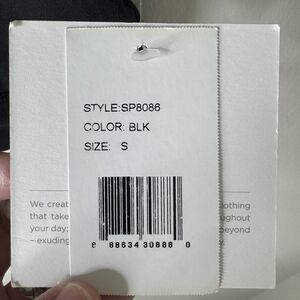 STYLE:SP8086
COLOR: BLK
SIZE: S
8 88634 30888 0
We creat
that take
your day;
– exuding
lothing
ughout
beyond
y.